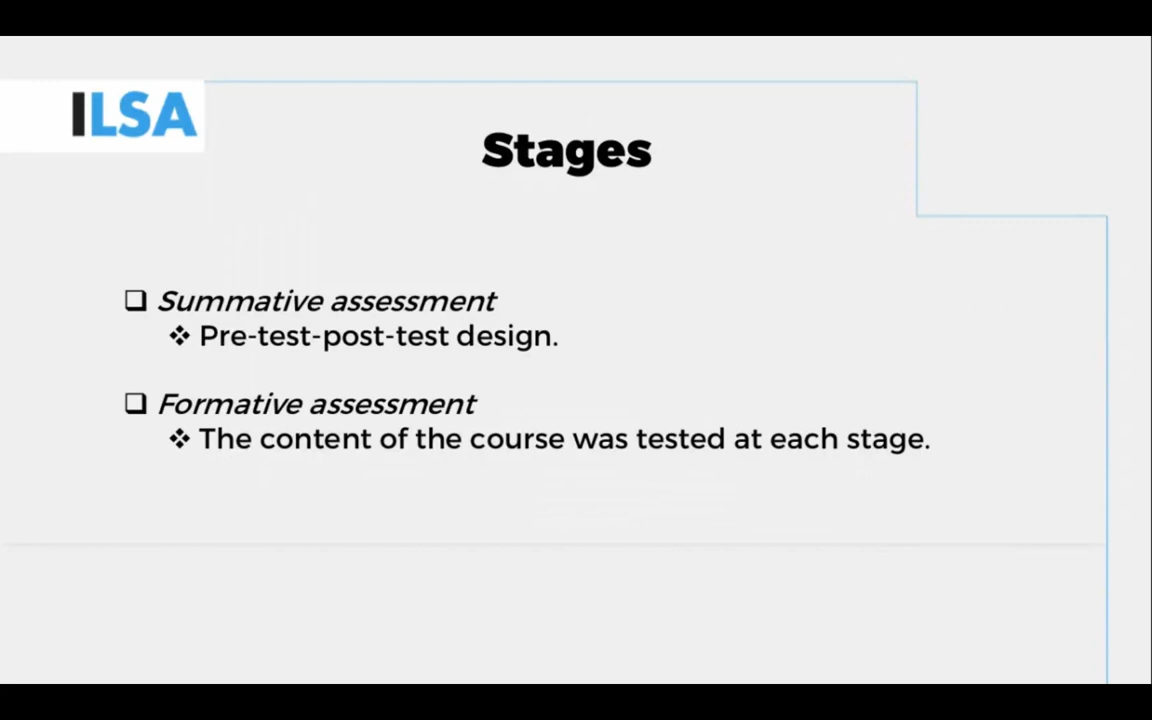 ILSA
Stages
Summative assessment
Pre-test-post-test design.
Formative assessment
The content of the course was tested at each stage.